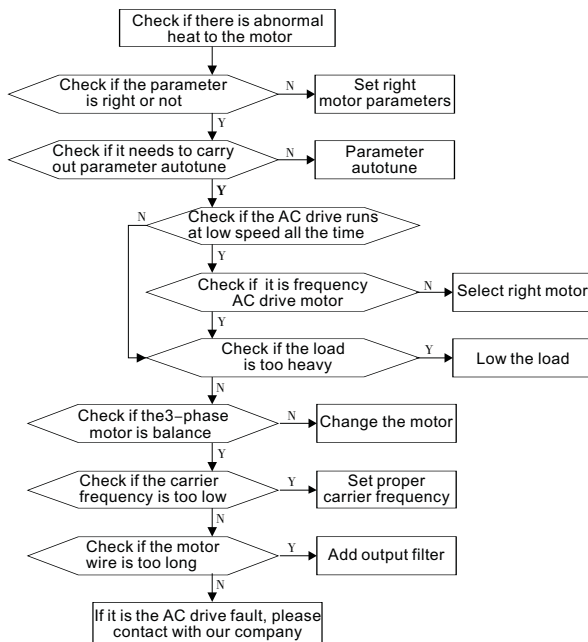 Check if there is abnormal
heat to the motor
Check if the parameter
is right or not
N
Set right
motor parameters
Y
Check if it needs to carry
out parameter autotune
N
Parameter
autotune
Y
N
Check if the AC drive runs
at low speed all the time
Y
Check if it is frequency
AC drive motor
N
Select right motor
Y
Check if the load
is too heavy
Y
Low the load
N
Check if the3-phase
motor is balance
N
Change the motor
Y
Check if the carrier
frequency is too low
Y
Set proper
carrier frequency
N
Check if the motor
wire is too long
Y
Add output filter
N
If it is the AC drive fault, please
contact with our company